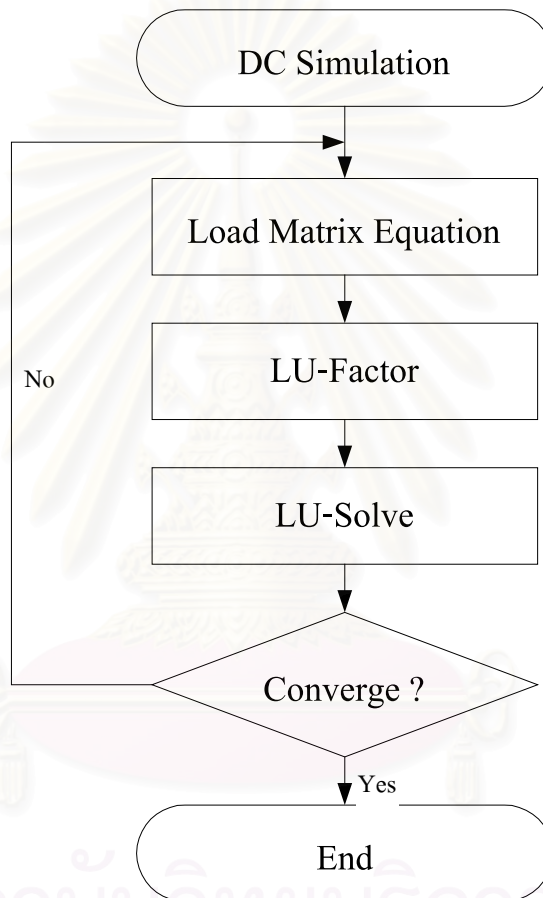 DC Simulation
Load Matrix Equation
LU-Factor
No
LU-Solve
Converge ?
Yes
End